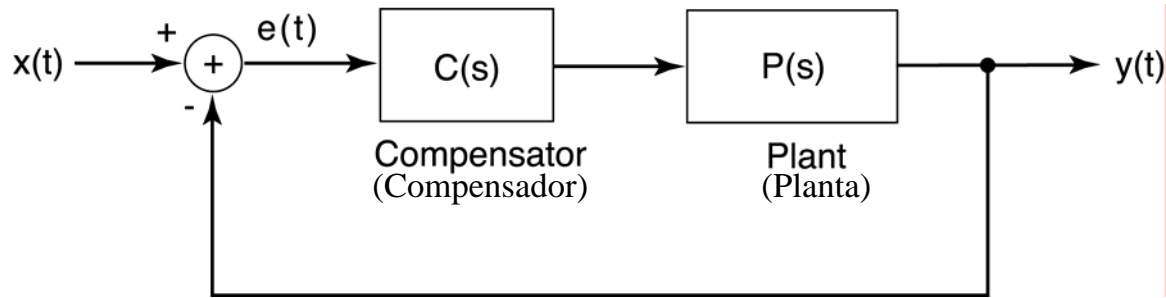 + e(t)
x(t) + C(s) P(s) y(t)
-
Compensator Plant
(Compensador) (Planta)